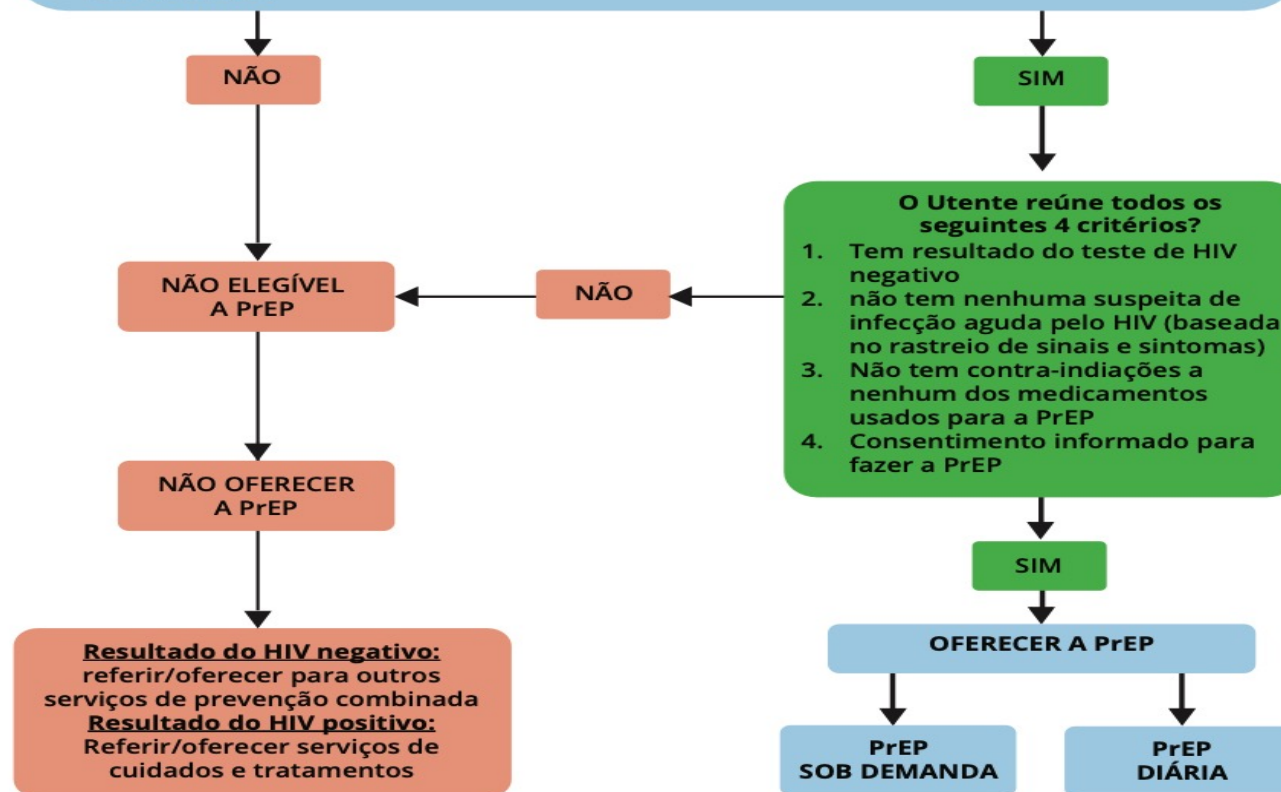 NÃO
SIM
O Utente reúne todos os
seguintes 4 critérios?
1. Tem resultado do teste de HIV
negativo
2. não tem nenhuma suspeita de
infecção aguda pelo HIV (baseada
no rastreio de sinais e sintomas)
3. Não tem contra-indiações a
nenhum dos medicamentos
usados para a PrEP
4. Consentimento informado para
fazer a PrEP
NÃO
NÃO ELEGÍVEL
A PrEP
NÃO OFERECER
A PrEP
SIM
Resultado do HIV negativo:
referir/oferecer para outros
serviços de prevenção combinada
Resultado do HIV positivo:
Referir/oferecer serviços de
cuidados e tratamentos
OFERECER A PrEP
PrEP
SOB DEMANDA
PrEP
DIÁRIA